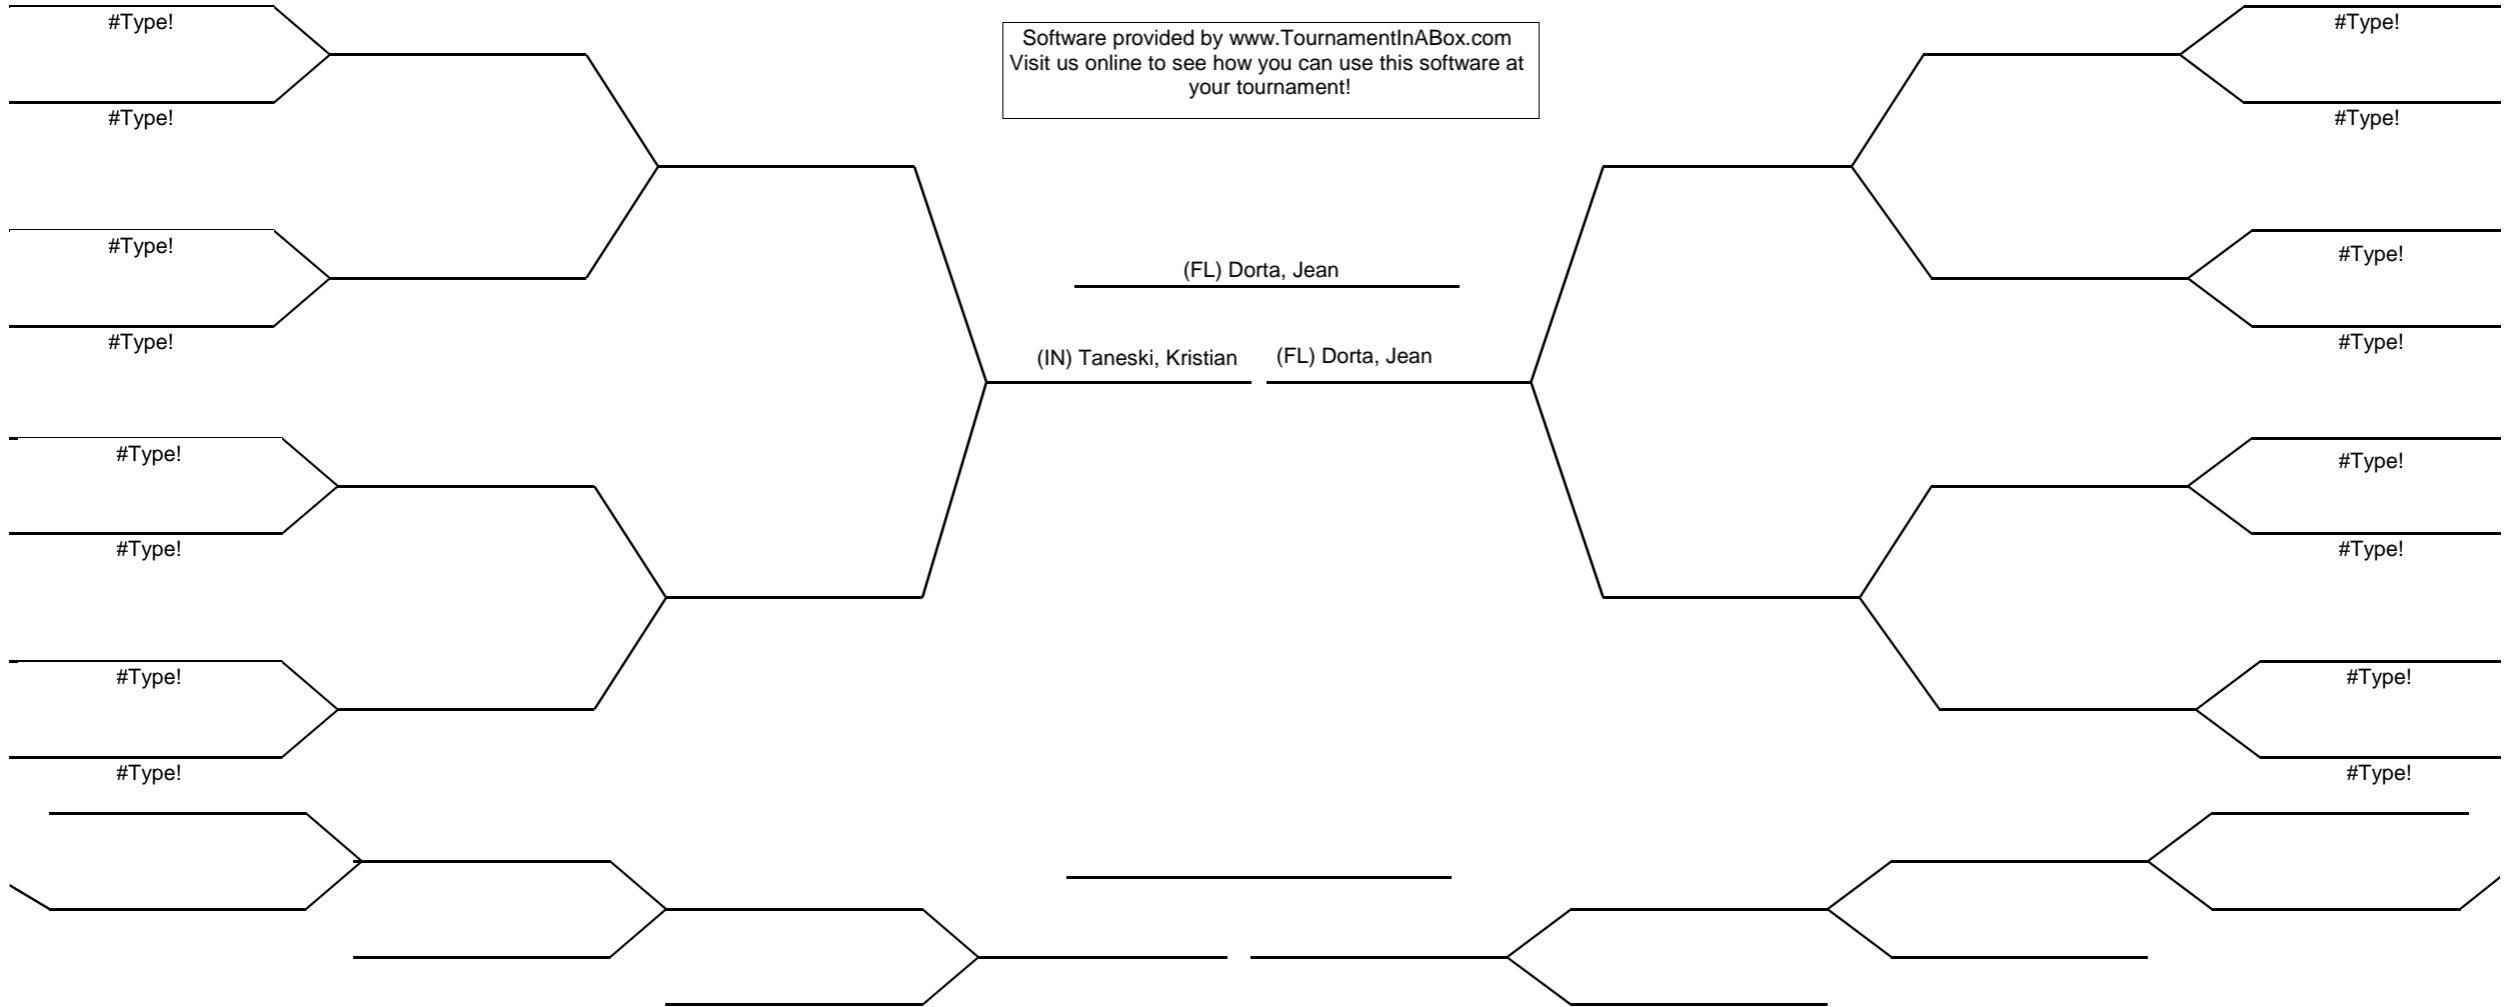 #Type!
#Type!
Software provided by www.TournamentInABox.com
Visit us online to see how you can use this software at
your tournament!
#Type!
#Type!
#Type!
#Type!
(FL) Dorta, Jean
#Type!
#Type!
(IN) Taneski, Kristian
(FL) Dorta, Jean
#Type!
#Type!
#Type!
#Type!
#Type!
#Type!
#Type!
#Type!